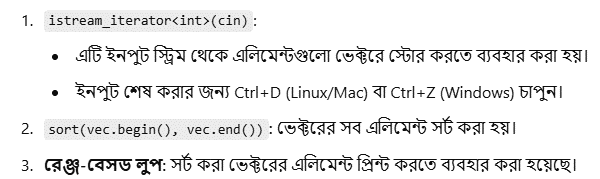 1. istream_iterator<int>(cin):
• এটি ইনপুট স্ট্রিম থেকে এলিমেন্টগুলো ভেক্টরে স্টোর করতে ব্যবহার করা হয়।
• ইনপুট শেষ করার জন্য Ctrl+D (Linux/Mac) বা Ctrl+Z (Windows) চাপুন।
2. sort(vec.begin(), vec.end()): ভেক্টরের সব এলিমেন্ট সর্ট করা হয়।
3. রেঞ্জ-বেসড লুপ: সর্ট করা ভেক্টরের এলিমেন্ট প্রিন্ট করতে ব্যবহার করা হয়েছে।